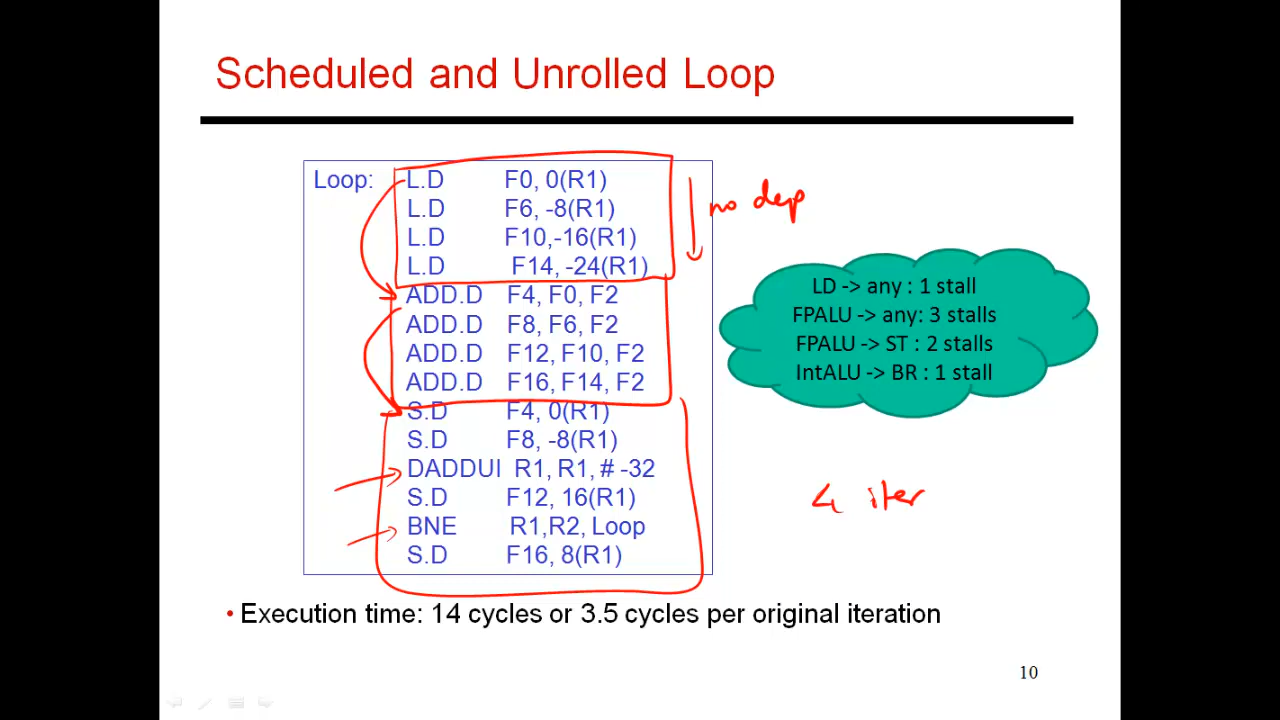 Scheduled and Unrolled Loop
Loop: L.D F0, 0(R1)
L.D F6, -8(R1)
L.D F10,-16(R1)
L.D F14, -24(R1)
ADD.D F4, F0, F2
ADD.D F8, F6, F2
ADD.D F12, F10, F2
ADD.D F16, F14, F2
S.D F4, 0(R1)
S.D F8, -8(R1)
DADDUI R1, R1, # -32
S.D F12, 16(R1)
BNE R1,R2, Loop
S.D F16, 8(R1)
no dep
LD -> any : 1 stall
FPALU -> any: 3 stalls
FPALU -> ST : 2 stalls
IntALU -> BR : 1 stall
4 iter
• Execution time: 14 cycles or 3.5 cycles per original iteration
10